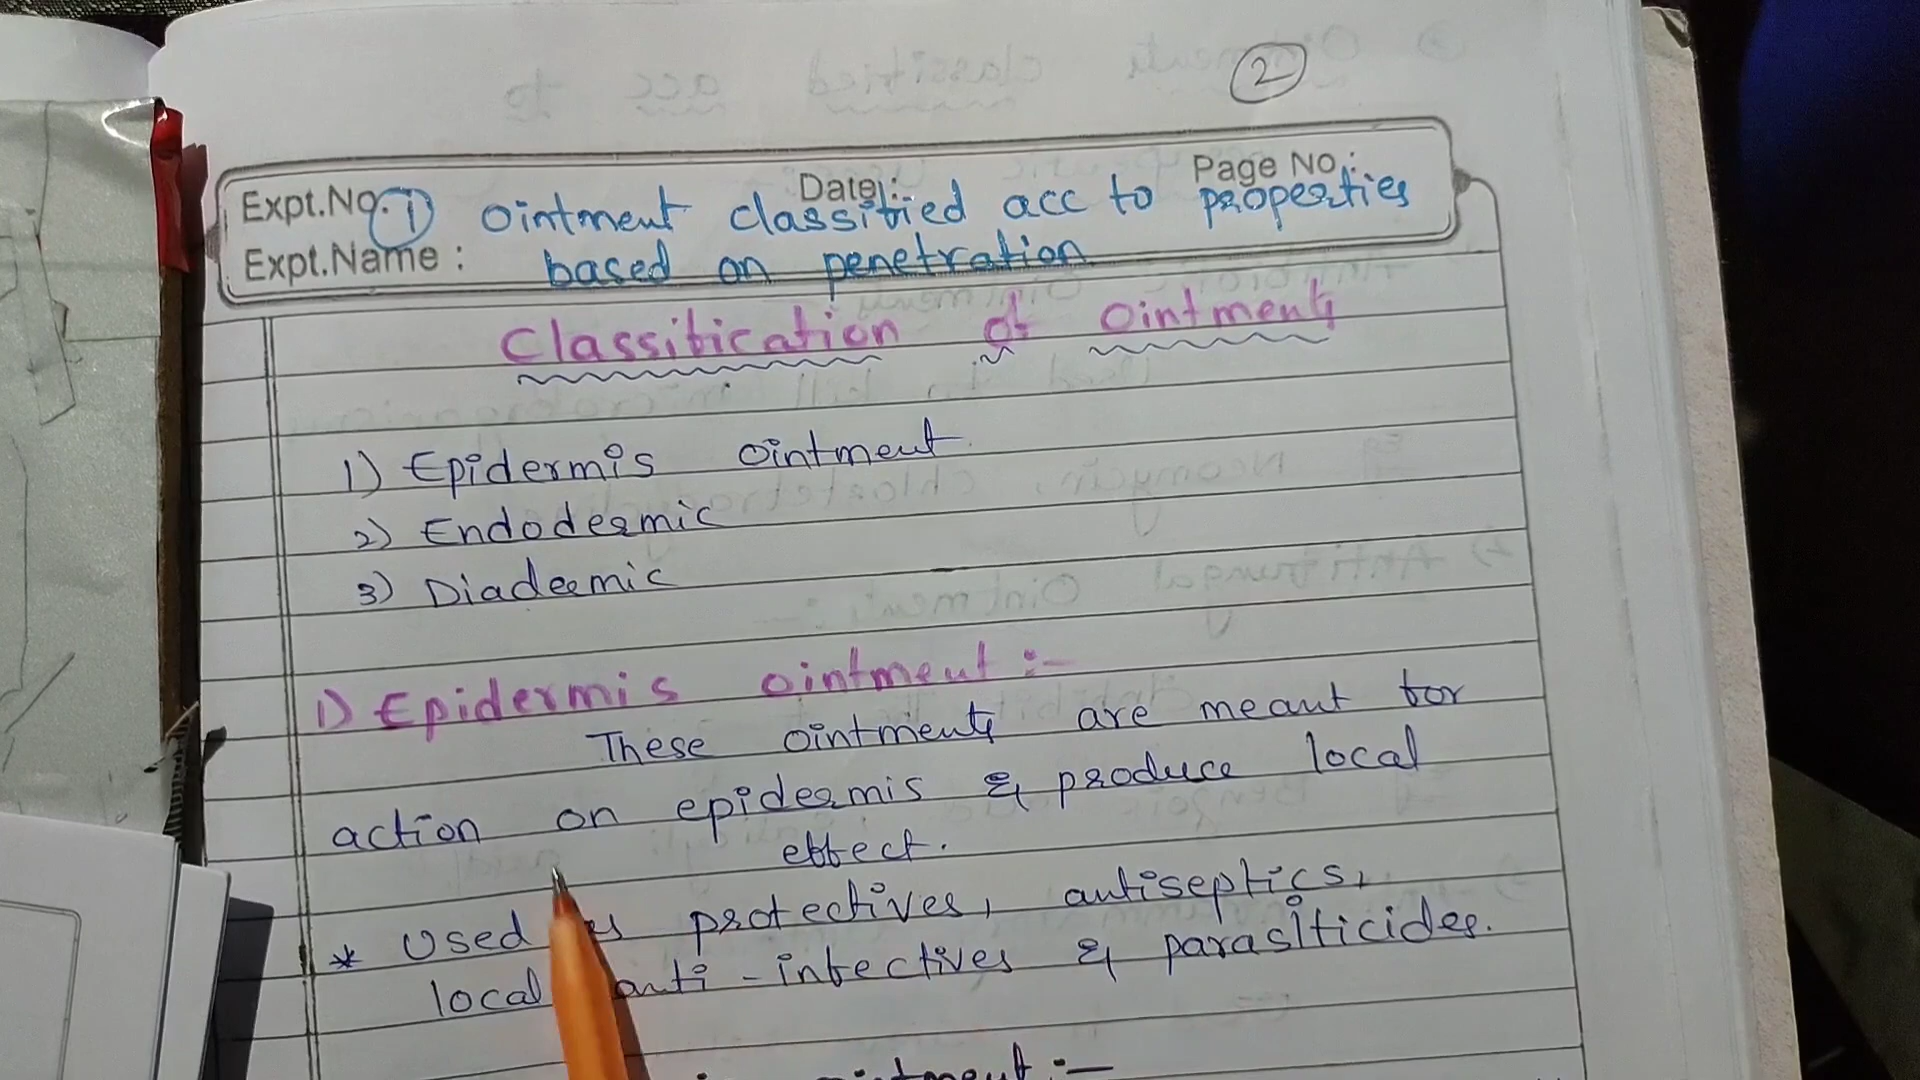 2
Expt.No. Date : Page No. :
1 Ointment classified acc to properties
Expt.Name :
based on penetration
Classification of Ointments
1) Epidermis Ointment
2) Endodermic
3) Diadermic
1) Epidermis ointment :-
These ointments are meant for
action on epidermis & produce local
effect.
* Used as protectives, antiseptics,
local anti-infectives & parasiticides.
ointment :-